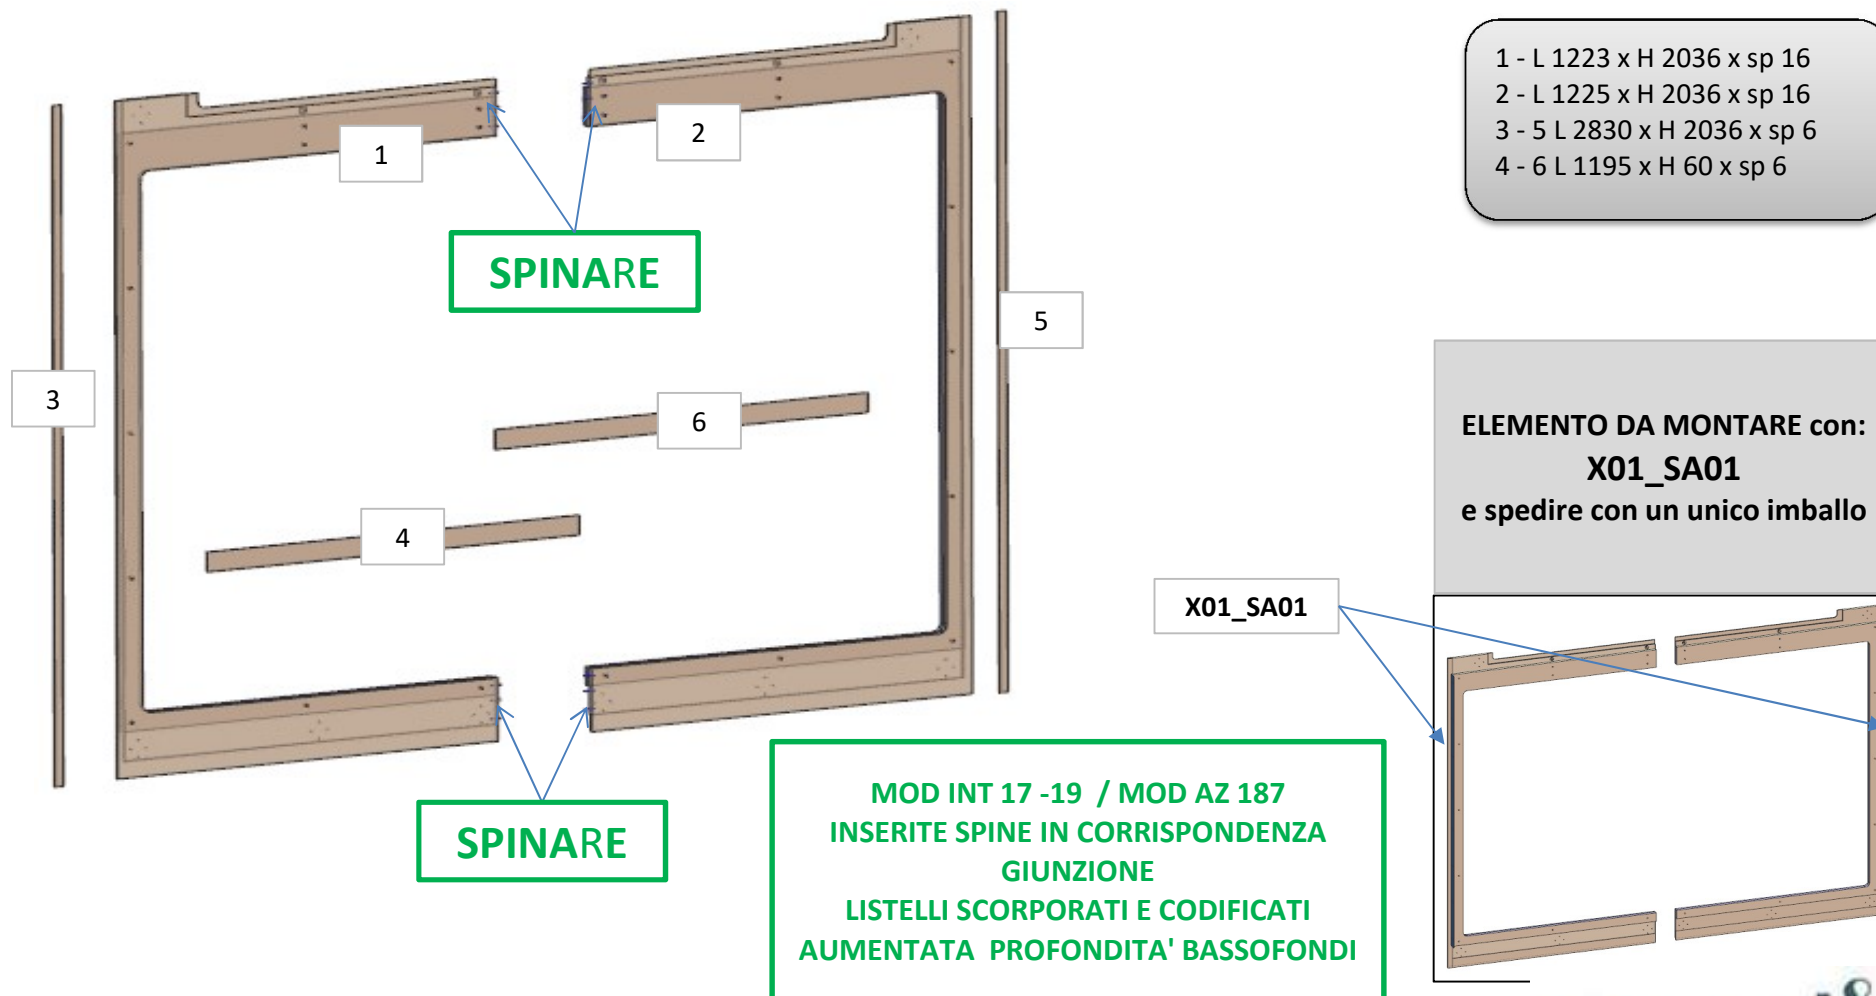 1 - L 1223 x H 2036 x sp 16
2 - L 1225 x H 2036 x sp 16
3 - 5 L 2830 x H 2036 x sp 6
4 - 6 L 1195 x H 60 x sp 6
1
2
SPINARE
3
5
6
4
ELEMENTO DA MONTARE con:
X01_SA01
e spedire con un unico imballo
X01_SA01
SPINARE
MOD INT 17 -19 / MOD AZ 187
INSERITE SPINE IN CORRISPONDENZA
GIUNZIONE
LISTELLI SCORPORATI E CODIFICATI
AUMENTATA PROFONDITA' BASSOFONDI